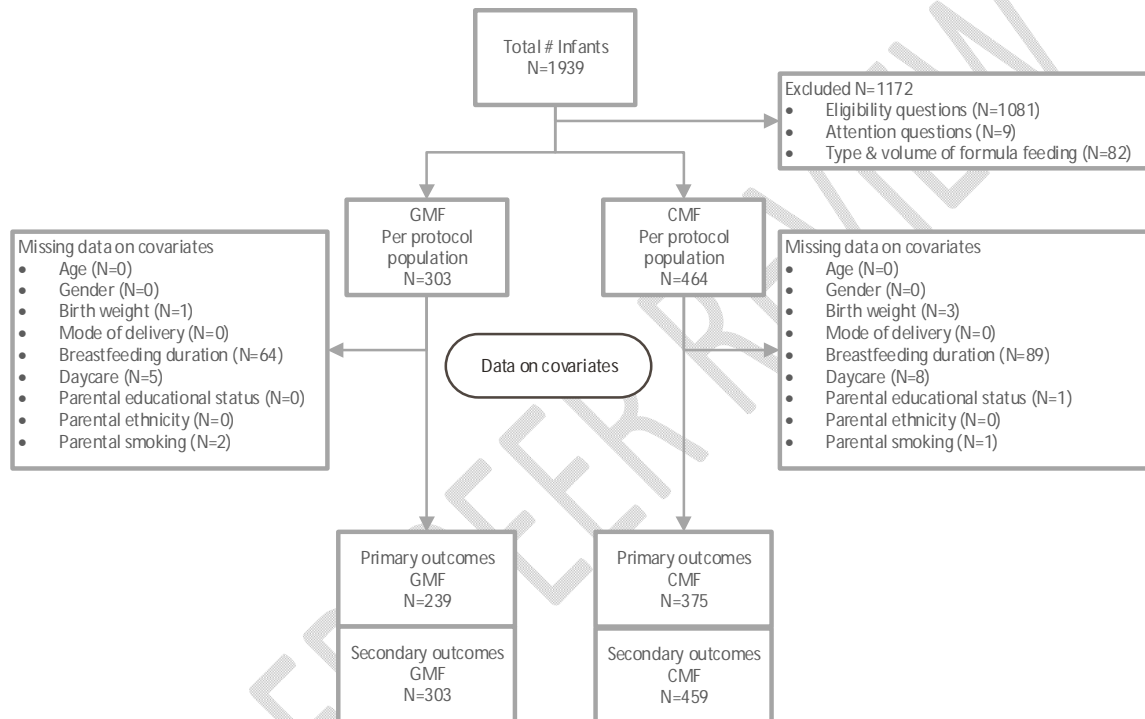 Total # Infants
N=1939
Excluded N=1172
• Eligibility questions (N=1081)
• Attention questions (N=9)
• Type & volume of formula feeding (N=82)
GMF
Per protocol
population
N=303
CMF
Per protocol
population
N=464
Missing data on covariates
• Age (N=0)
• Gender (N=0)
• Birth weight (N=1)
• Mode of delivery (N=0)
• Breastfeeding duration (N=64)
• Daycare (N=5)
• Parental educational status (N=0)
• Parental ethnicity (N=0)
• Parental smoking (N=2)
Data on covariates
Missing data on covariates
• Age (N=0)
• Gender (N=0)
• Birth weight (N=3)
• Mode of delivery (N=0)
• Breastfeeding duration (N=89)
• Daycare (N=8)
• Parental educational status (N=1)
• Parental ethnicity (N=0)
• Parental smoking (N=1)
Primary outcomes
GMF
N=239
Primary outcomes
CMF
N=375
Secondary outcomes
GMF
N=303
Secondary outcomes
CMF
N=459
PEER REVIEW